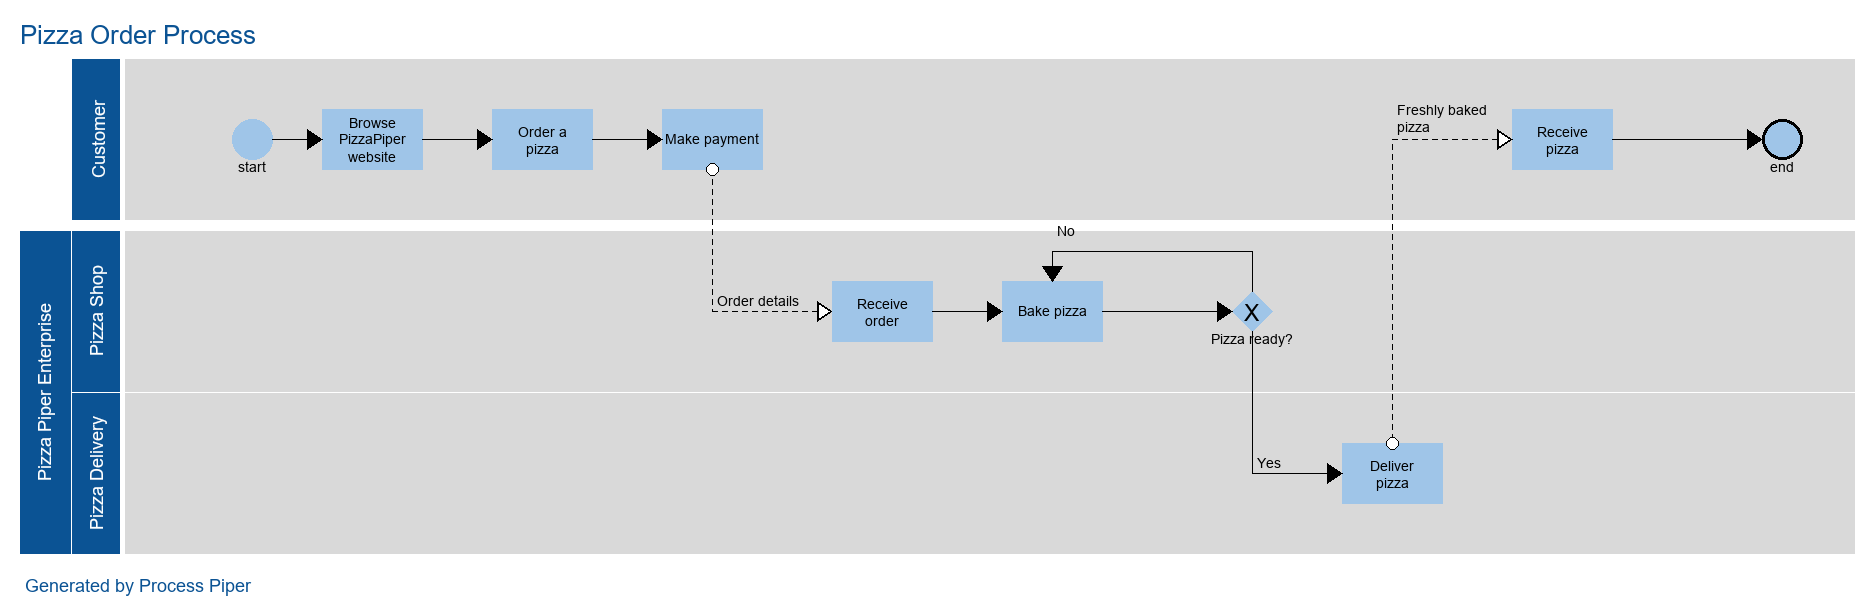 Pizza Order Process
Customer
start
Browse
PizzaPiper
website
Order a
pizza
Make payment
Freshly baked
pizza
Receive
pizza
end
Pizza Piper Enterprise
Pizza Shop
Order details
Receive
order
No
Bake pizza
X
Pizza ready?
Pizza Delivery
Yes
Deliver
pizza
Generated by Process Piper